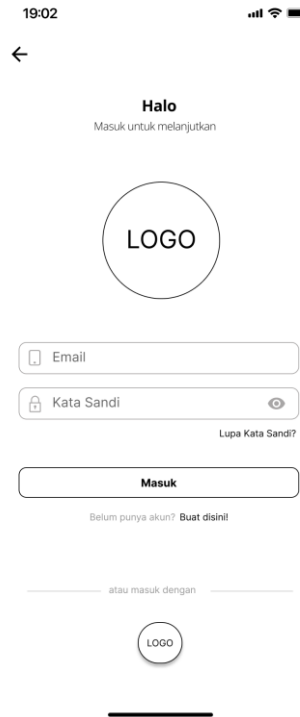 19:02
Halo
Masuk untuk melanjutkan
LOGO
Email
Kata Sandi
Lupa Kata Sandi?
Masuk
Belum punya akun? Buat disini!
atau masuk dengan
LOGO